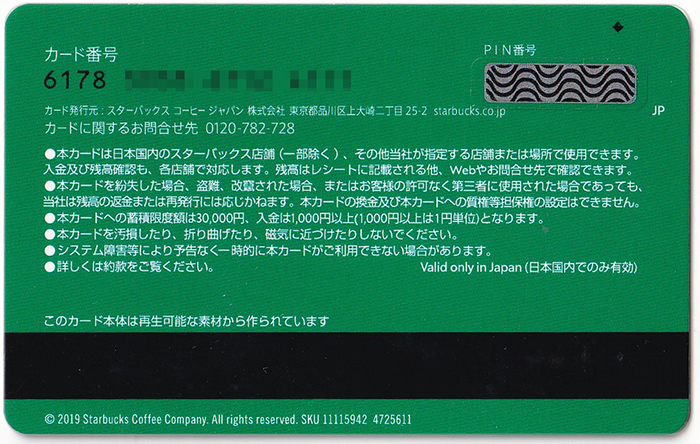 カード番号
PIN番号
6178
カード発行元：スターバックス コーヒー ジャパン 株式会社 東京都品川区上大崎二丁目25-2 starbucks.co.jp
JP
カードに関するお問合せ先 0120-782-728
●本カードは日本国内のスターバックス店舗（一部除く）、その他当社が指定する店舗または場所で使用できます。
入金及び残高確認も、各店舗で対応します。残高はレシートに記載される他、Webやお問合せ先で確認できます。
●本カードを紛失した場合、盗難、改竄された場合、またはお客様の許可なく第三者に使用された場合であっても、
当社は残高の返金または再発行には応じかねます。本カードの換金及び本カードへの質権等担保権の設定はできません。
●本カードへの蓄積限度額は30,000円、入金は1,000円以上(1,000円以上は1円単位)となります。
●本カードを汚損したり、折り曲げたり、磁気に近づけたりしないでください。
●システム障害等により予告なく一時的に本カードがご利用できない場合があります。
●詳しくは約款をご覧ください。 Valid only in Japan (日本国内でのみ有効)
このカード本体は再生可能な素材から作られています
© 2019 Starbucks Coffee Company. All rights reserved. SKU 11115942 4725611